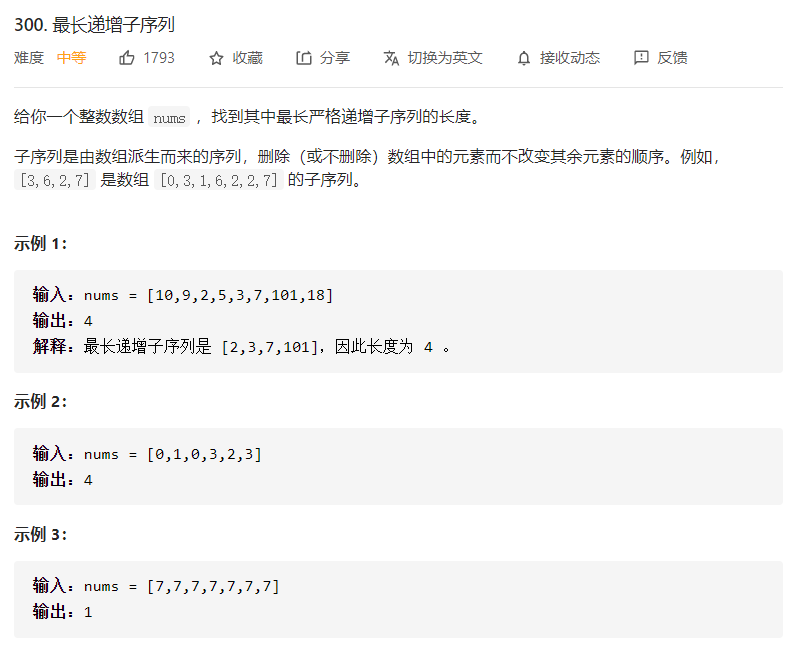 300. 最长递增子序列
难度 中等 1793 收藏 分享 切换为英文 接收动态 反馈
给你一个整数数组 nums ，找到其中最长严格递增子序列的长度。
子序列是由数组派生而来的序列，删除（或不删除）数组中的元素而不改变其余元素的顺序。例如，
[3,6,2,7] 是数组 [0,3,1,6,2,2,7] 的子序列。
示例 1：
输入：nums = [10,9,2,5,3,7,101,18]
输出：4
解释：最长递增子序列是 [2,3,7,101]，因此长度为 4 。
示例 2：
输入：nums = [0,1,0,3,2,3]
输出：4
示例 3：
输入：nums = [7,7,7,7,7,7,7]
输出：1